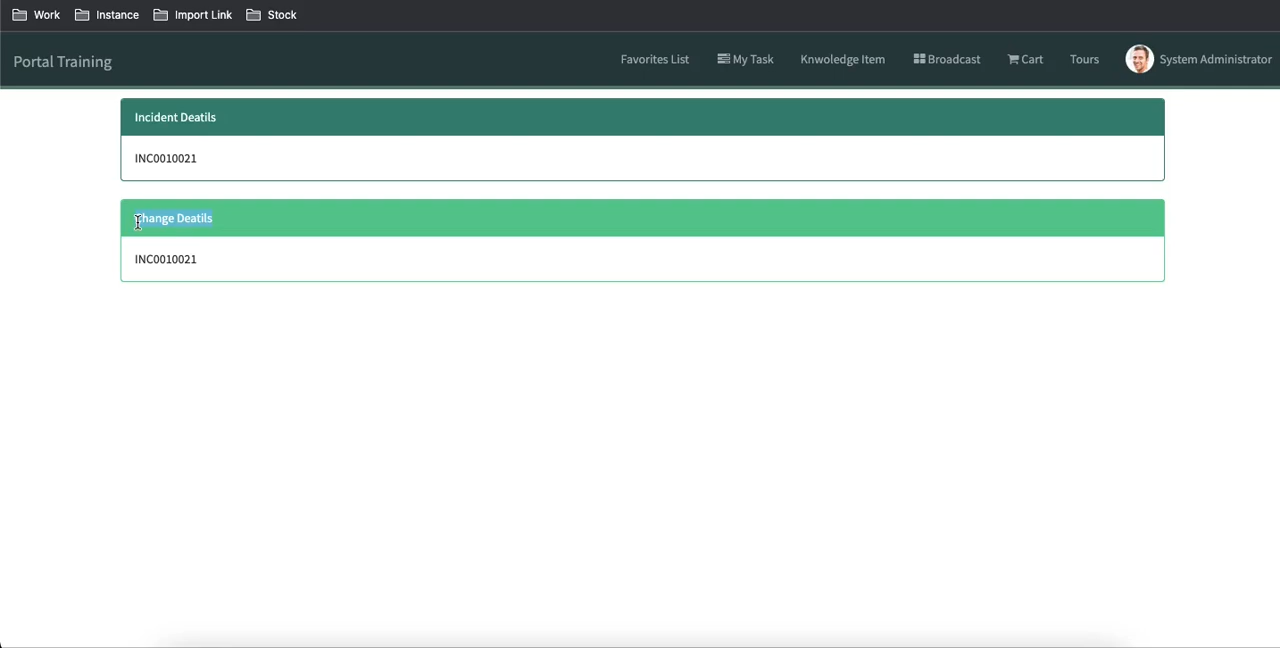 Work Instance Import Link Stock
Portal Training Favorites List My Task Knwoledge Item Broadcast Cart Tours System Administrator
Incident Deatils
INC0010021
Change Deatils
INC0010021